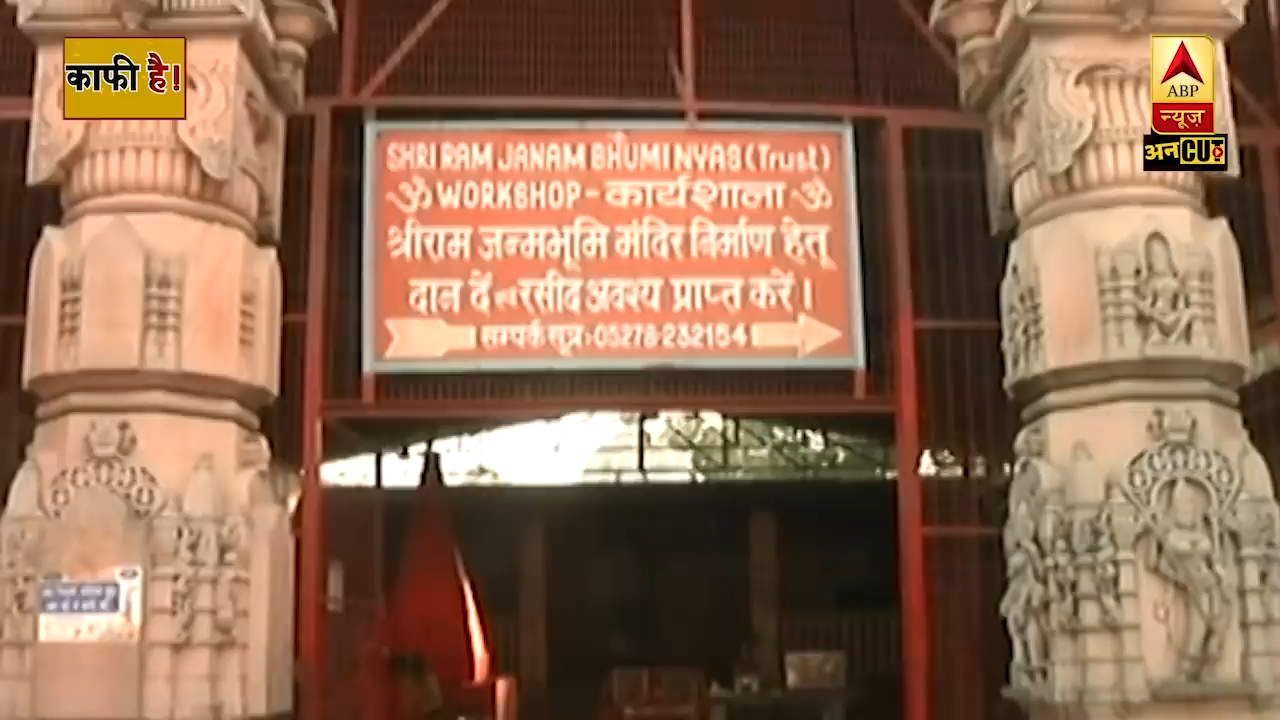 काफी है!
ABP
न्यूज़
अनCUT
SHRI RAM JANAM BHUMI NYAS (Trust)
ॐ WORKSHOP - कार्यशाला ॐ
श्रीराम जन्मभूमि मंदिर निर्माण हेतू
दान दें रसीद अवश्य प्राप्त करें।
सम्पर्क सूत्र: 05278-232154